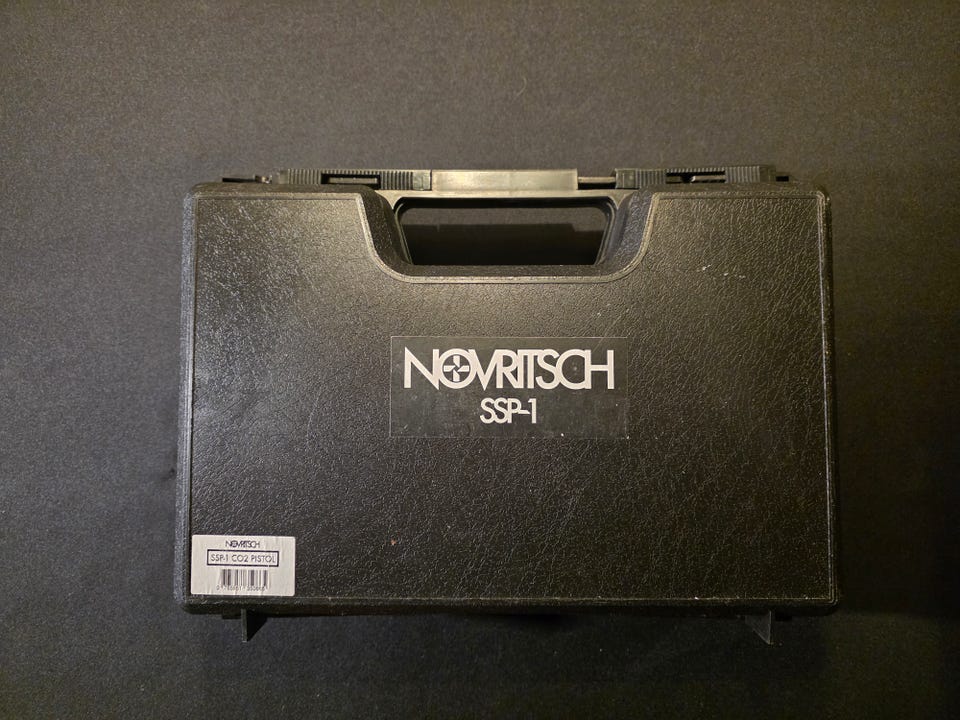 NOVRITSCH
SSP-1
NOVRITSCH
SSP-1 CO2 PISTOL